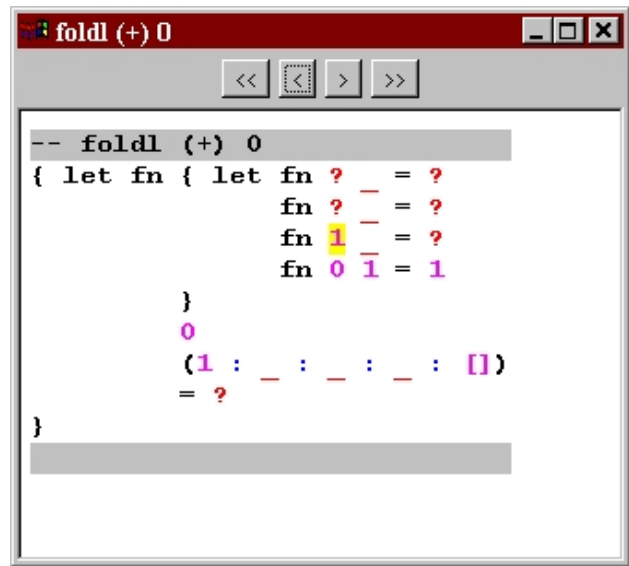 foldl (+) 0
<< < > >>
-- foldl (+) 0
{ let fn { let fn ? _ = ?
fn ? _ = ?
fn 1 _ = ?
fn 0 1 = 1
}
0
(1 : _ : _ : _ : [])
= ?
}